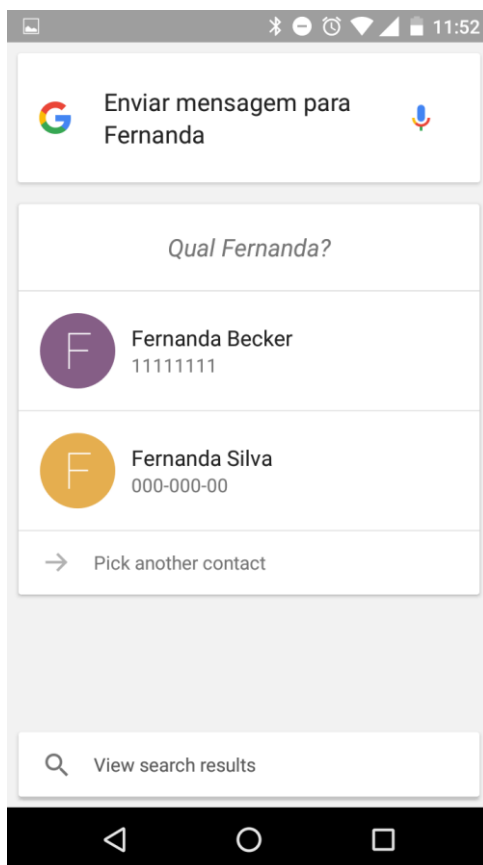 11:52
Enviar mensagem para
Fernanda
Qual Fernanda?
F
Fernanda Becker
11111111
F
Fernanda Silva
000-000-00
Pick another contact
View search results